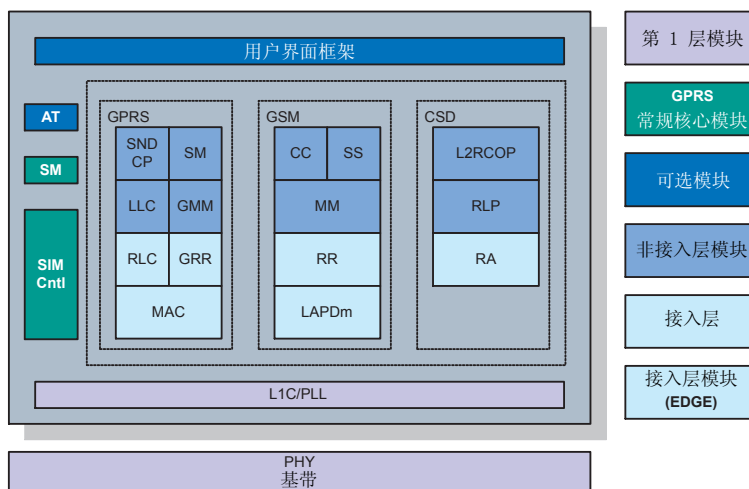 用户界面框架
AT
SM
SIM
Cntl
GPRS
SND
CP
SM
LLC
GMM
RLC
GRR
MAC
GSM
CC
SS
MM
RR
LAPDm
CSD
L2RCOP
RLP
RA
L1C/PLL
PHY
基带
第 1 层模块
GPRS
常规核心模块
可选模块
非接入层模块
接入层
接入层模块
(EDGE)